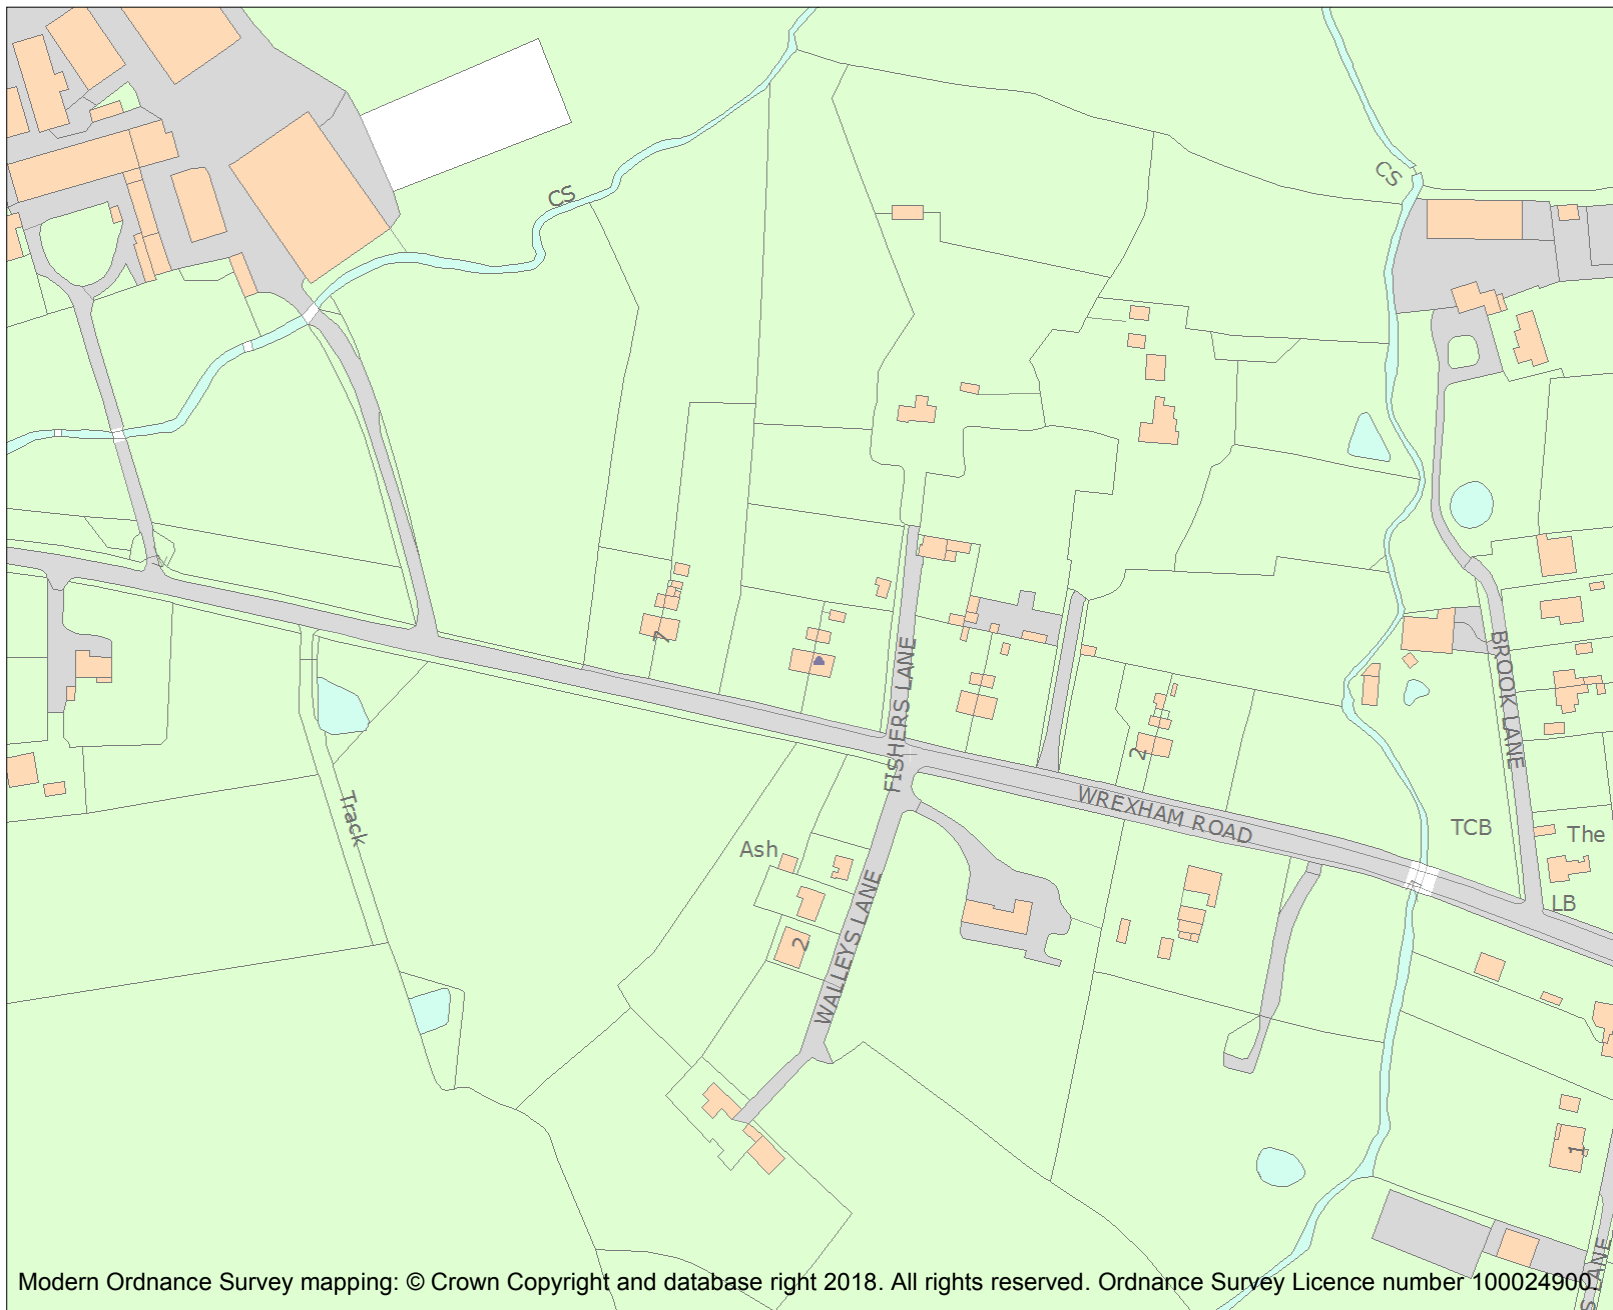 CS
CS
7
FISHERS LANE
BROOK LANE
2
WREXHAM ROAD
Track
TCB
The
Ash
WALLEYS LANE
LB
2
1
S LANE
Modern Ordnance Survey mapping: © Crown Copyright and database right 2018. All rights reserved. Ordnance Survey Licence number 100024900.